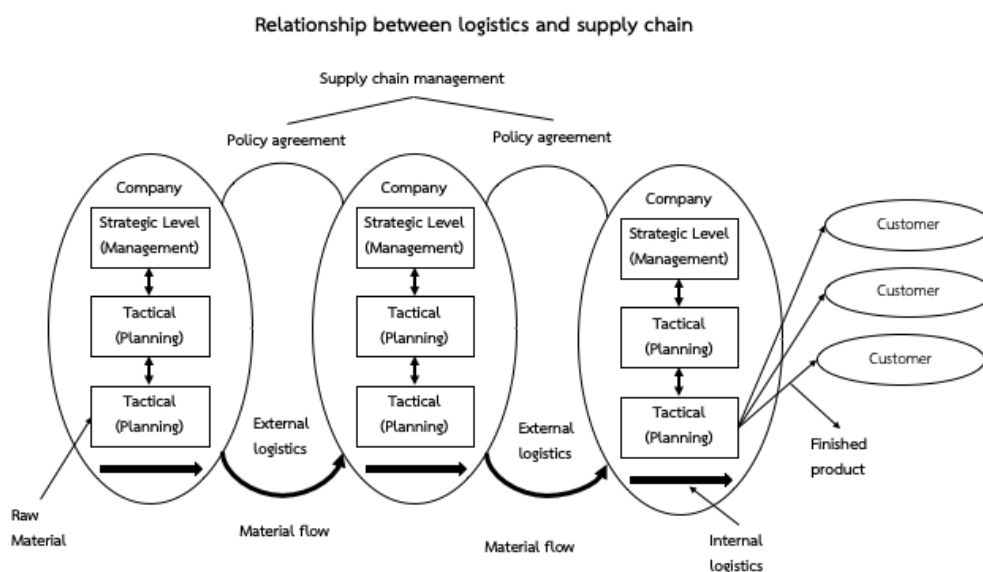 Relationship between logistics and supply chain
Supply chain management
Policy agreement
Policy agreement
Company
Strategic Level
(Management)
Tactical
(Planning)
Tactical
(Planning)
Company
Strategic Level
(Management)
Tactical
(Planning)
Tactical
(Planning)
Company
Strategic Level
(Management)
Tactical
(Planning)
Tactical
(Planning)
Customer
Customer
Customer
External
logistics
External
logistics
Finished
product
Raw
Material
Material flow
Material flow
Internal
logistics